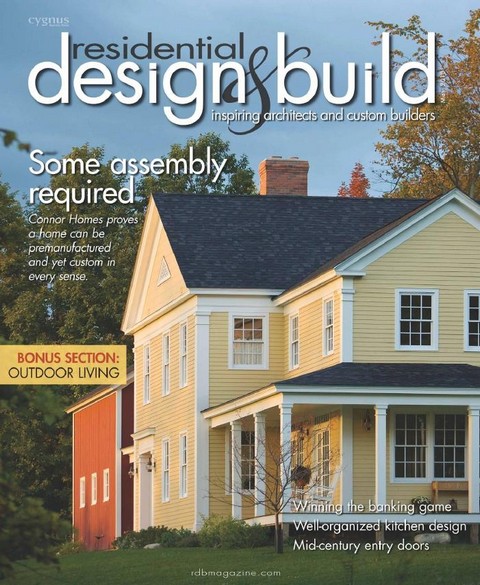 cygnus
residential
design & build
inspiring architects and custom builders
Some assembly
required
Connor Homes proves
a home can be
premanufactured
and yet custom in
every sense.
BONUS SECTION:
OUTDOOR LIVING
Winning the banking game
Well-organized kitchen design
Mid-century entry doors
rdbmagazine.com